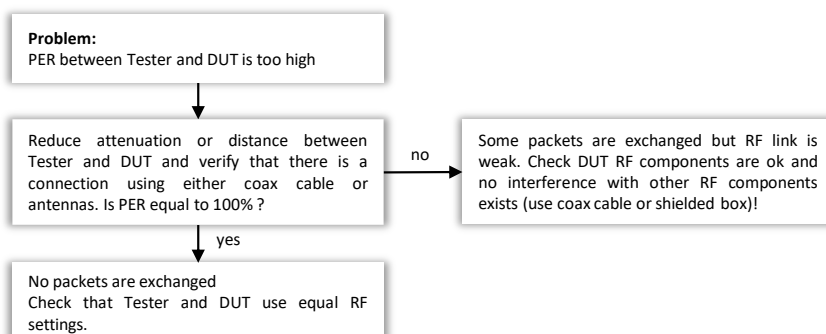 Problem:
PER between Tester and DUT is too high
Reduce attenuation or distance between
Tester and DUT and verify that there is a
connection using either coax cable or
antennas. Is PER equal to 100% ?
no
Some packets are exchanged but RF link is
weak. Check DUT RF components are ok and
no interference with other RF components
exists (use coax cable or shielded box)!
yes
No packets are exchanged
Check that Tester and DUT use equal RF
settings.